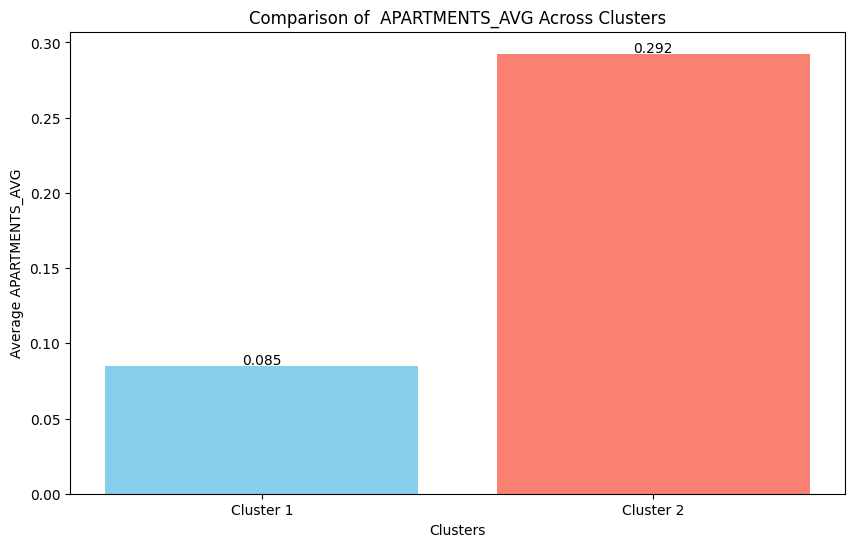 Comparison of  APARTMENTS_AVG Across Clusters
0.30
0.25
0.20
0.15
0.10
0.05
0.00
Average APARTMENTS_AVG
0.085
0.292
Cluster 1
Cluster 2
Clusters